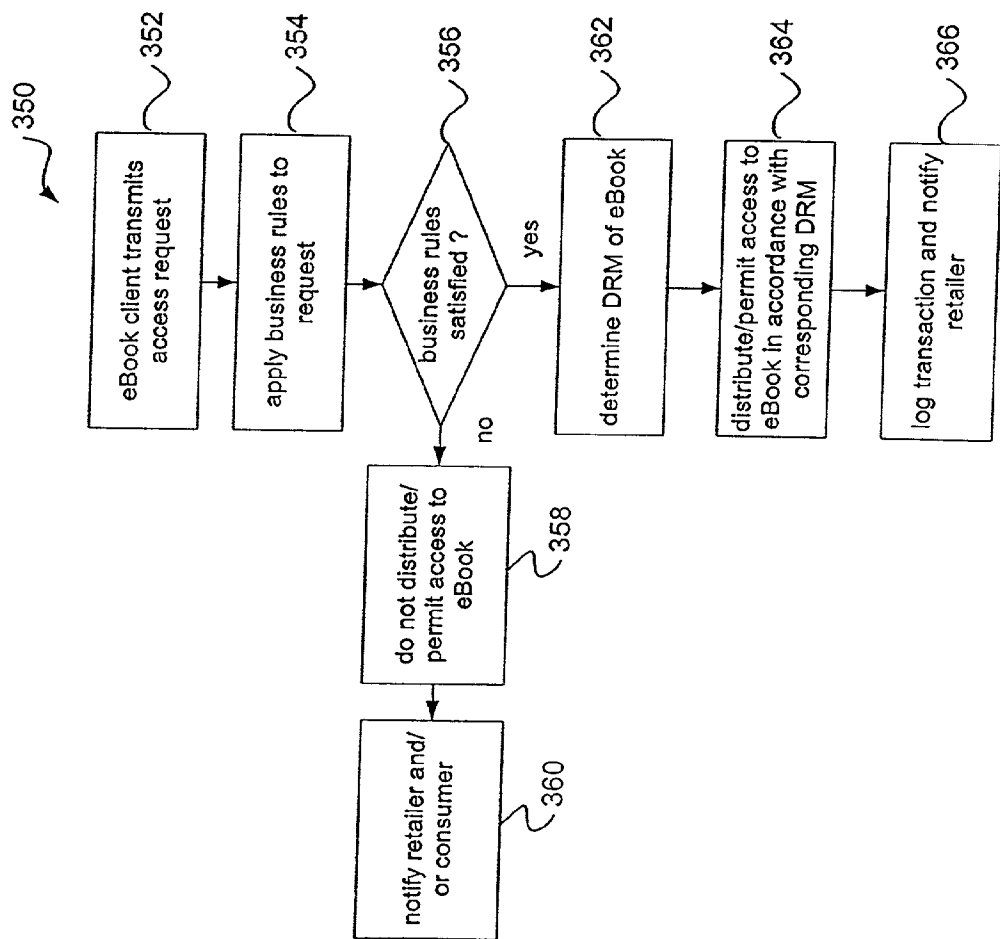 350
eBook client transmits
access request
352
apply business rules to
request
354
business rules
satisfied ?
356
no
yes
do not distribute/
permit access to
eBook
358
notify retailer and/
or consumer
360
determine DRM of eBook
362
distribute/permit access to
eBook in accordance with
corresponding DRM
364
log transaction and notify
retailer
366